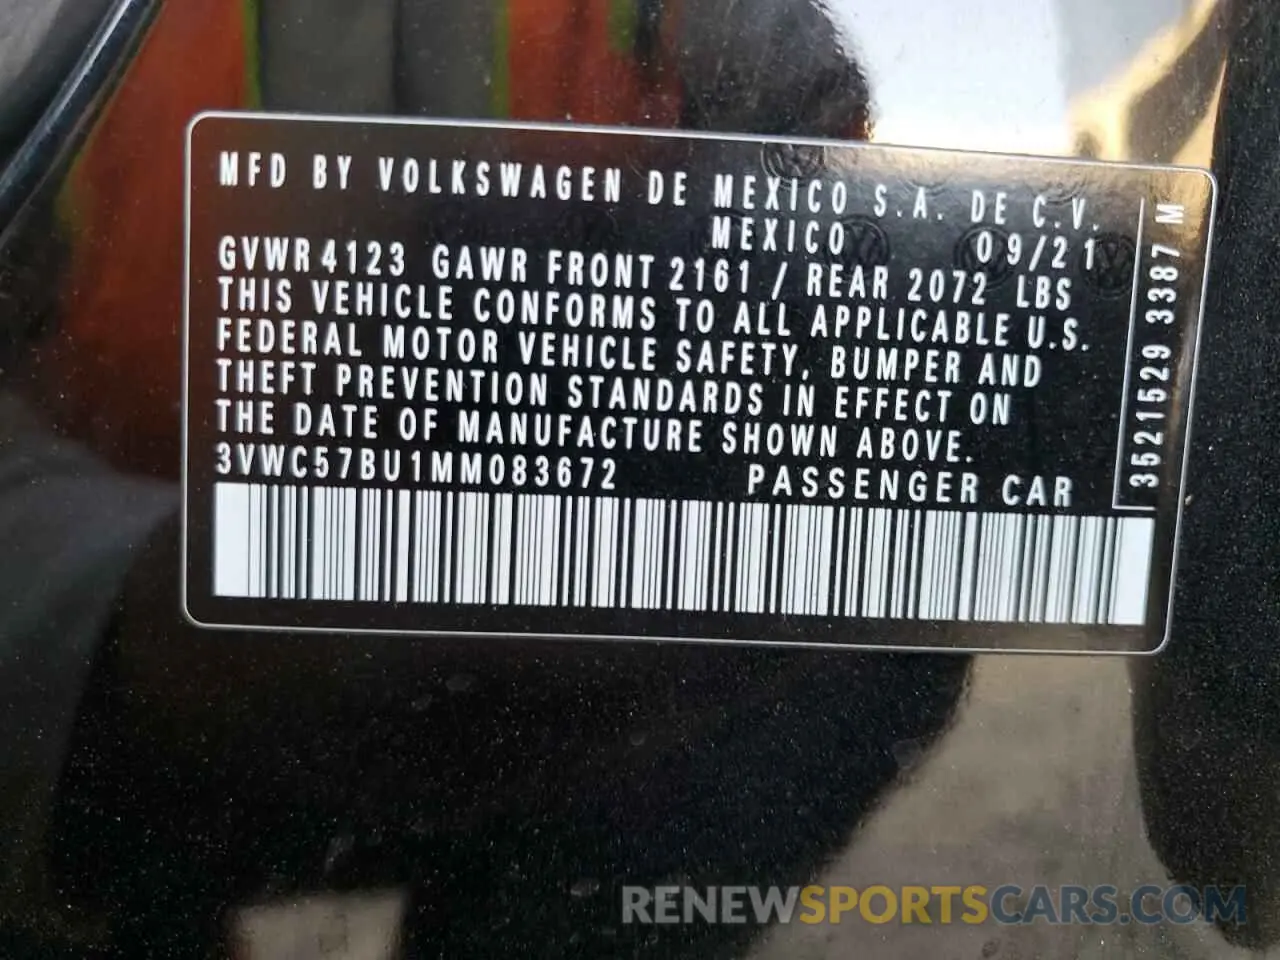 MFD BY VOLKSWAGEN DE MEXICO S.A. DE C.V.
MEXICO 09/21
GVWR 4123 GAWR FRONT 2161 / REAR 2072 LBS
THIS VEHICLE CONFORMS TO ALL APPLICABLE U.S.
FEDERAL MOTOR VEHICLE SAFETY, BUMPER AND
THEFT PREVENTION STANDARDS IN EFFECT ON
THE DATE OF MANUFACTURE SHOWN ABOVE.
3VWC57BU1MM083672 PASSENGER CAR
3521529 3387 M
RENEWSPORTSCARS.COM